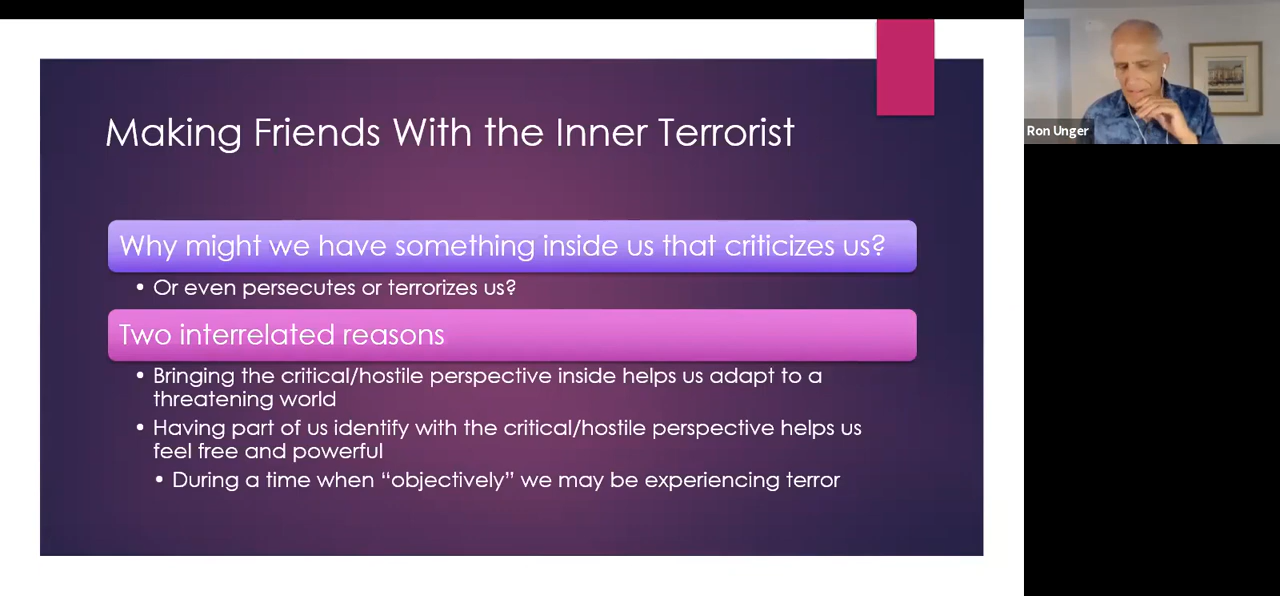 Making Friends With the Inner Terrorist
Why might we have something inside us that criticizes us?
• Or even persecutes or terrorizes us?
Two interrelated reasons
• Bringing the critical/hostile perspective inside helps us adapt to a
threatening world
• Having part of us identify with the critical/hostile perspective helps us
feel free and powerful
• During a time when “objectively” we may be experiencing terror
Ron Unger